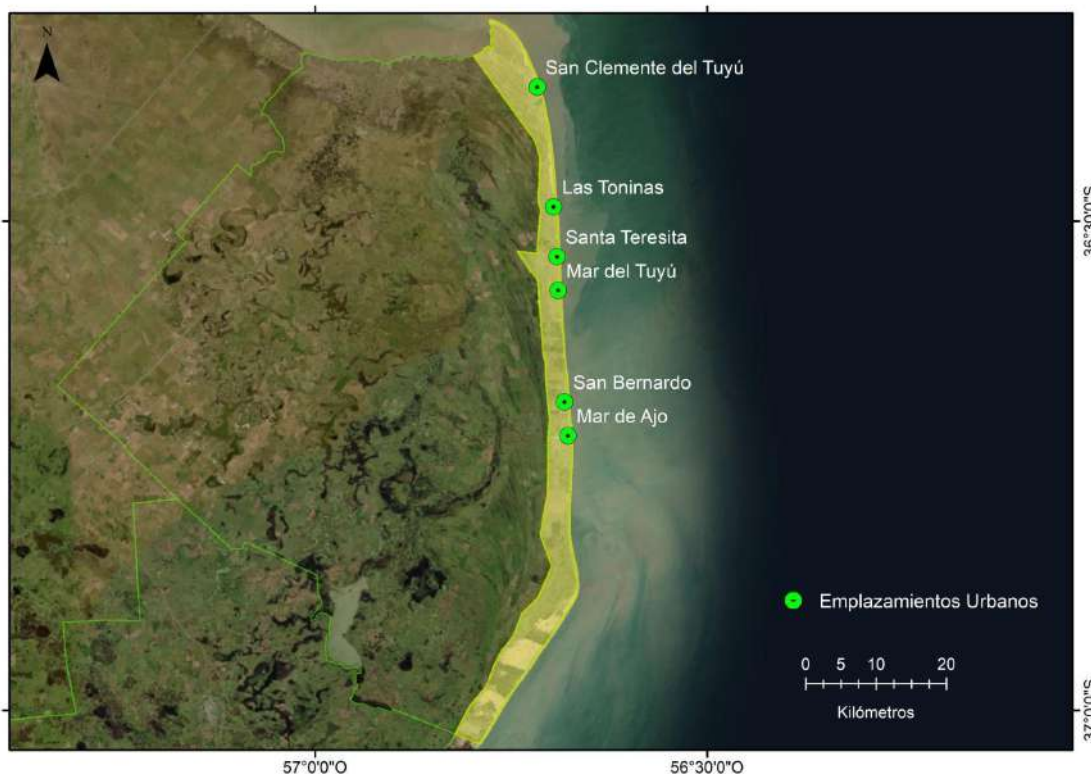 N
San Clemente del Tuyú
Las Toninas
Santa Teresita
Mar del Tuyú
San Bernardo
Mar de Ajo
36°30'0"S
Emplazamientos Urbanos
0 5 10 20
Kilómetros
37°0'0"S
57°0'0"O
56°30'0"O